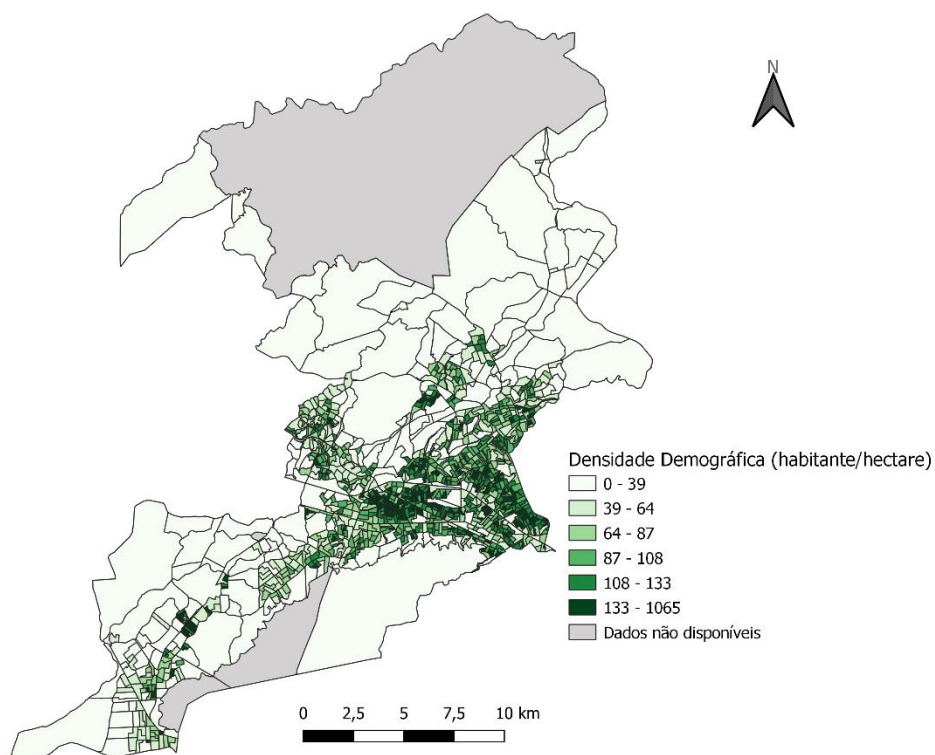 N
Densidade Demográfica (habitante/hectare)
0 - 39
39 - 64
64 - 87
87 - 108
108 - 133
133 - 1065
Dados não disponíveis
0 2,5 5 7,5 10 km